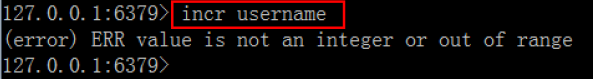 127.0.0.1:6379> incr username
(error) ERR value is not an integer or out of range
127.0.0.1:6379>